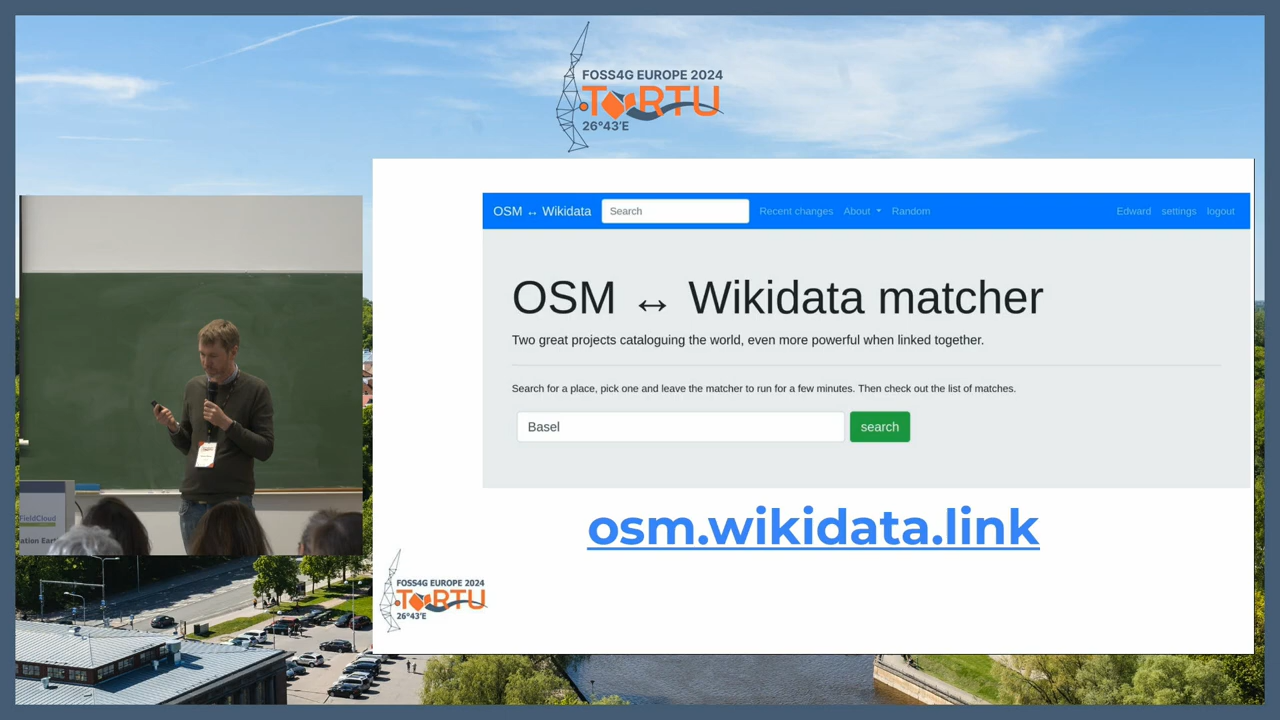 FOSS4G EUROPE 2024
TARTU
26°43'E
OSM ↔ Wikidata
Search
Recent changes
About
Random
Edward
settings
logout
OSM ↔ Wikidata matcher
Two great projects cataloguing the world, even more powerful when linked together.
Search for a place, pick one and leave the matcher to run for a few minutes. Then check out the list of matches.
Basel
search
osm.wikidata.link
FieldCloud
ation Eart
FOSS4G EUROPE 2024
TARTU
26°43'E